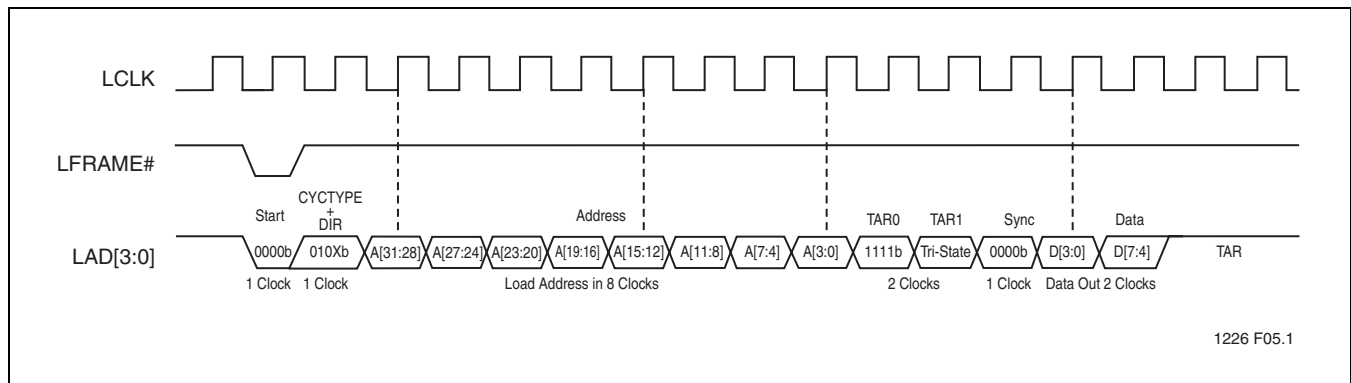 LCLK
LFRAME#
Start
CYCTYPE
+
DIR
Address
TAR0
TAR1
Sync
Data
LAD[3:0]
0000b
010Xb
A[31:28]
A[27:24]
A[23:20]
A[19:16]
A[15:12]
A[11:8]
A[7:4]
A[3:0]
1111b
Tri-State
0000b
D[3:0]
D[7:4]
TAR
1 Clock
1 Clock
Load Address in 8 Clocks
2 Clocks
1 Clock
Data Out 2 Clocks
1226 F05.1